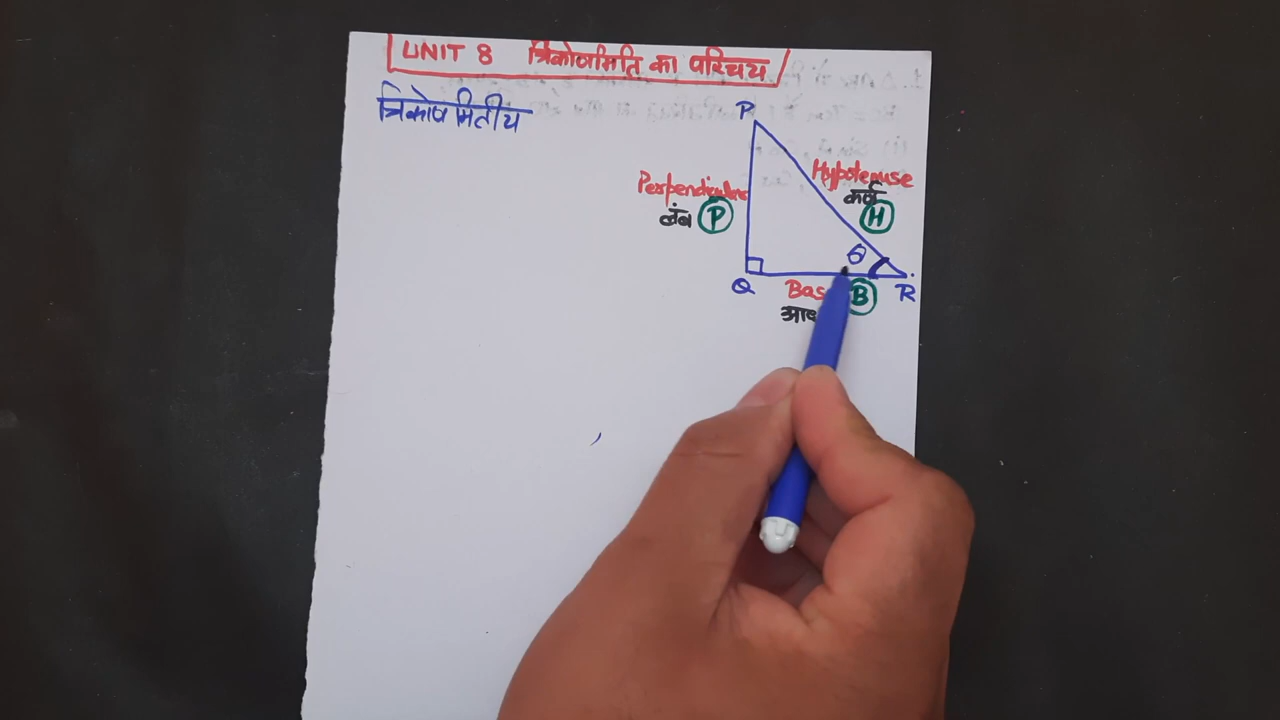 UNIT 8 त्रिकोणमिति का परिचय
त्रिकोणमितीय
P
Hypotenuse
Perpendicular
कर्ण
लंब P
H
θ
Q
B
R